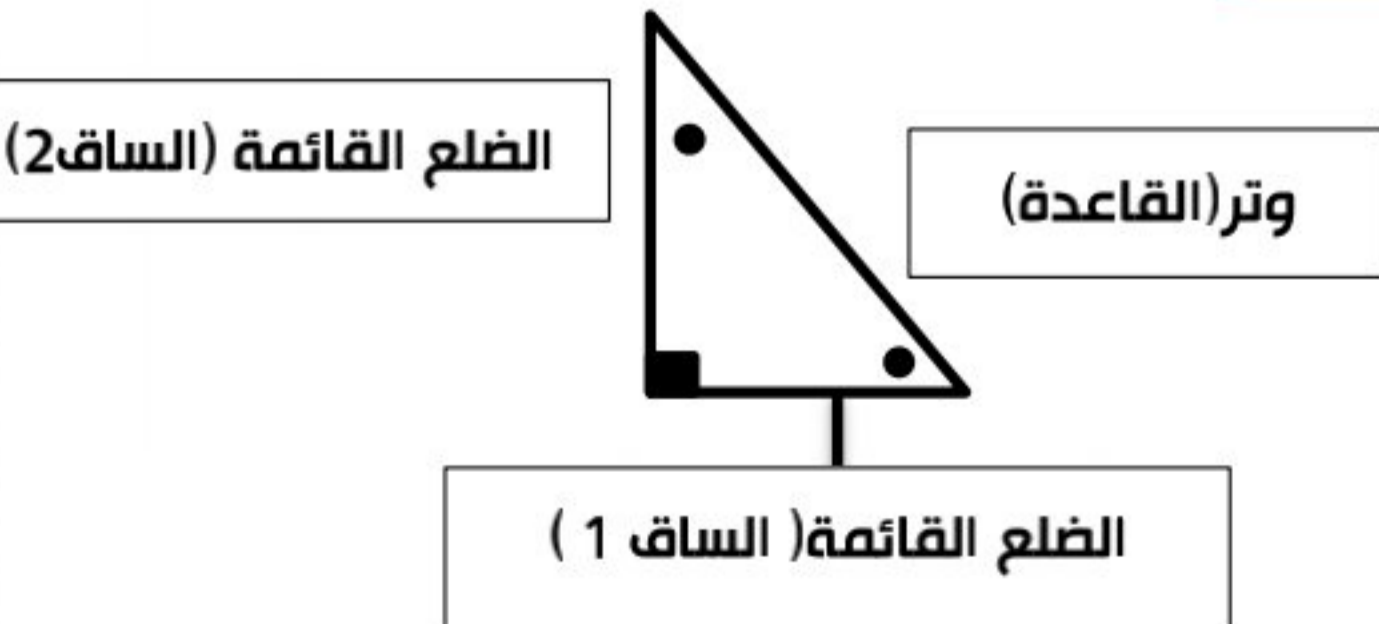 الضلع القائمة (الساق2)
وتر(القاعدة)
الضلع القائمة( الساق 1 )